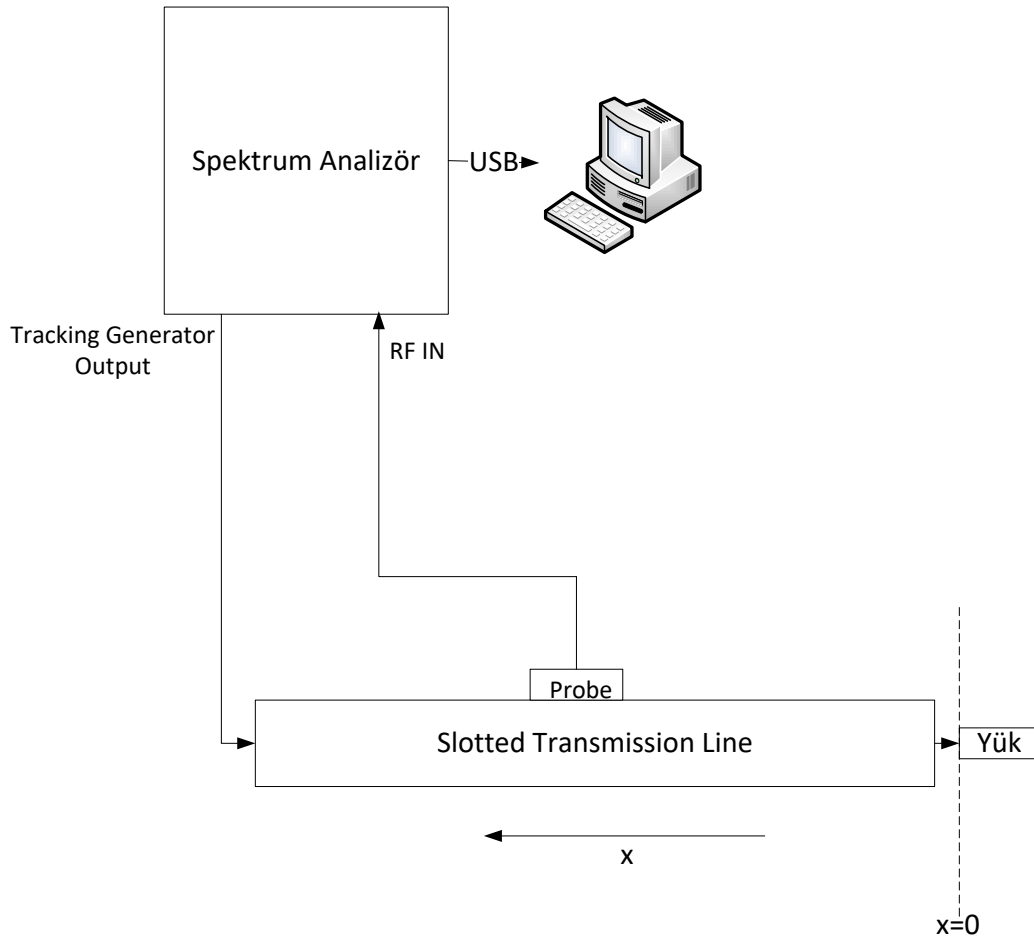 Spektrum Analizör
USB
Tracking Generator
Output
RF IN
Probe
Slotted Transmission Line
Yük
x
x=0